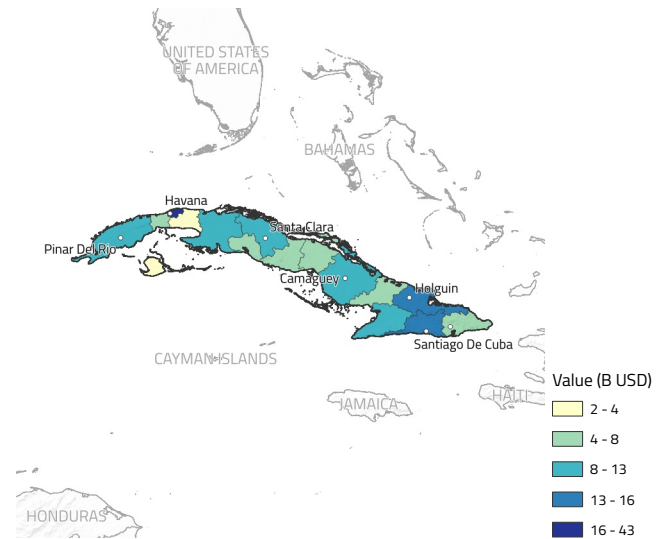 UNITED STATES
OF AMERICA
BAHAMAS
Havana
Santa Clara
Pinar Del Rio
Camaguey
Holguin
Santiago De Cuba
CAYMAN ISLANDS
Value (B USD)
HAITI
2 - 4
JAMAICA
4 - 8
8 - 13
13 - 16
HONDURAS
16 - 43